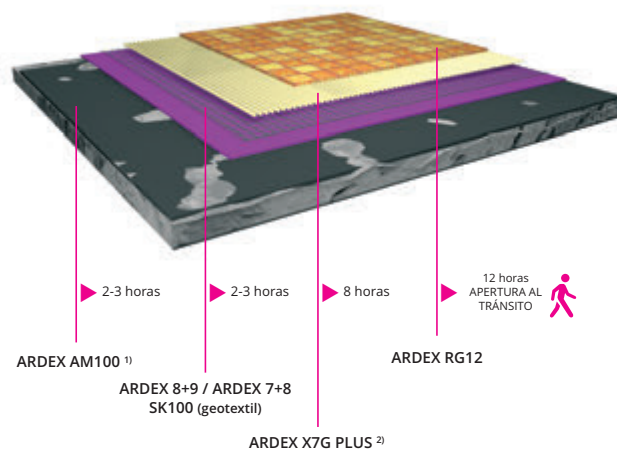 2-3 horas
2-3 horas
8 horas
12 horas
APERTURA AL
TRÁNSITO
ARDEX AM100 ¹⁾
ARDEX 8+9 / ARDEX 7+8
SK100 (geotextil)
ARDEX X7G PLUS ²⁾
ARDEX RG12